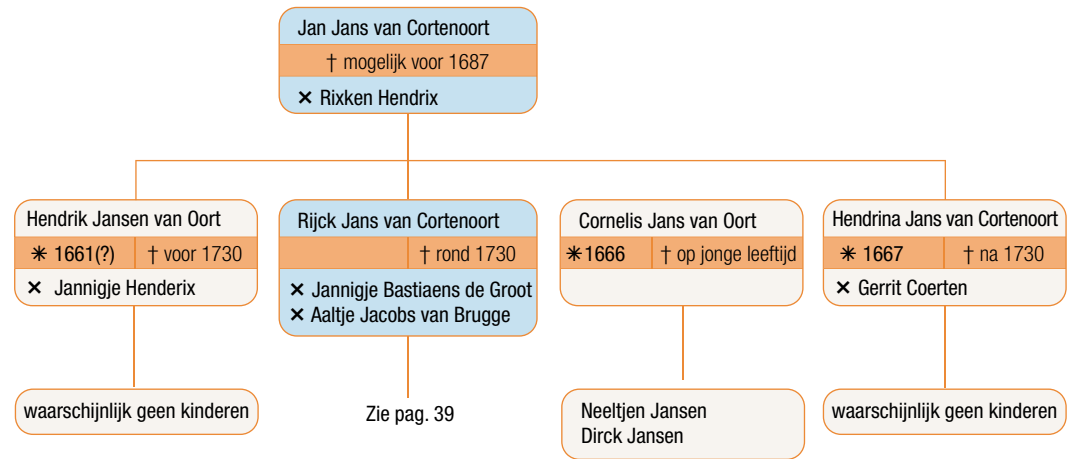 Jan Jans van Cortenoort
† mogelijk voor 1687
× Rixken Hendrix
Hendrik Jansen van Oort
✳ 1661(?) † voor 1730
× Jannigje Henderix
waarschijnlijk geen kinderen
Rijck Jans van Cortenoort
† rond 1730
× Jannigje Bastiaens de Groot
× Aaltje Jacobs van Brugge
Zie pag. 39
Cornelis Jans van Oort
✳1666 † op jonge leeftijd
Neeltjen Jansen
Dirck Jansen
Hendrina Jans van Cortenoort
✳ 1667 † na 1730
× Gerrit Coerten
waarschijnlijk geen kinderen